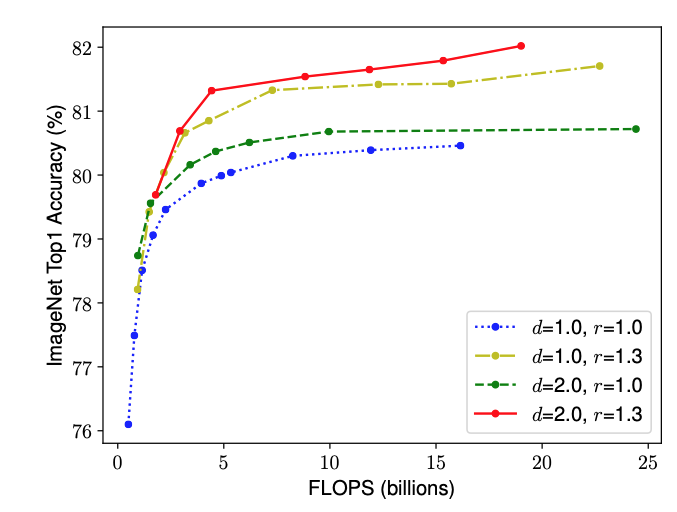 82
81
80
79
78
77
76
ImageNet Top1 Accuracy (%)
d=1.0, r=1.0
d=1.0, r=1.3
d=2.0, r=1.0
d=2.0, r=1.3
0 5 10 15 20 25
FLOPS (billions)